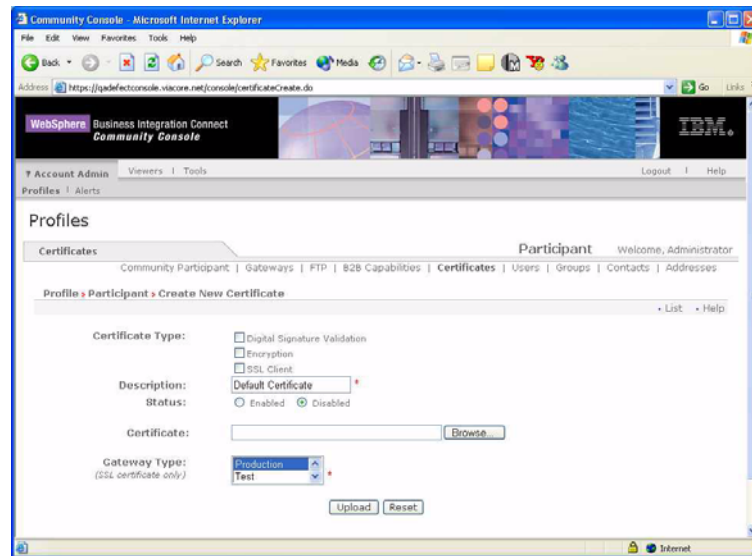 Community Console - Microsoft Internet Explorer
File Edit View Favorites Tools Help
Back Search Favorites Media
Address https://qadefectconsole.viacore.net/console/certificateCreate.do Go Links
WebSphere Business Integration Connect
Community Console
IBM
Account Admin Viewers | Tools Logout | Help
Profiles | Alerts
Profiles
Certificates Participant Welcome, Administrator
Community Participant | Gateways | FTP | B2B Capabilities | Certificates | Users | Groups | Contacts | Addresses
Profile > Participant > Create New Certificate
• List • Help
Certificate Type: Digital Signature Validation
Encryption
SSL Client
Description: Default Certificate *
Status: Enabled Disabled
Certificate: Browse...
Gateway Type: Production
(SSL certificate only) Test *
Upload Reset
Internet